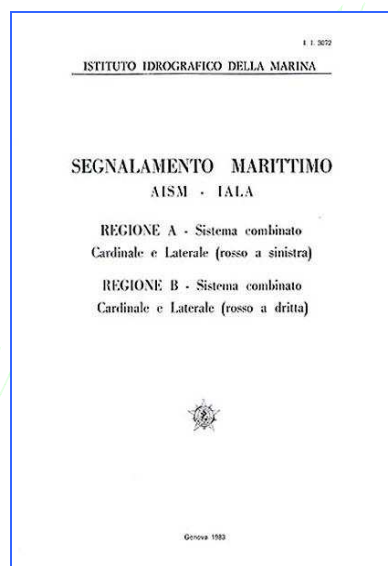 I. I. 3072
ISTITUTO IDROGRAFICO DELLA MARINA
SEGNALAMENTO MARITTIMO
AISM - IALA
REGIONE A - Sistema combinato
Cardinale e Laterale (rosso a sinistra)
REGIONE B - Sistema combinato
Cardinale e Laterale (rosso a dritta)
Genova 1983